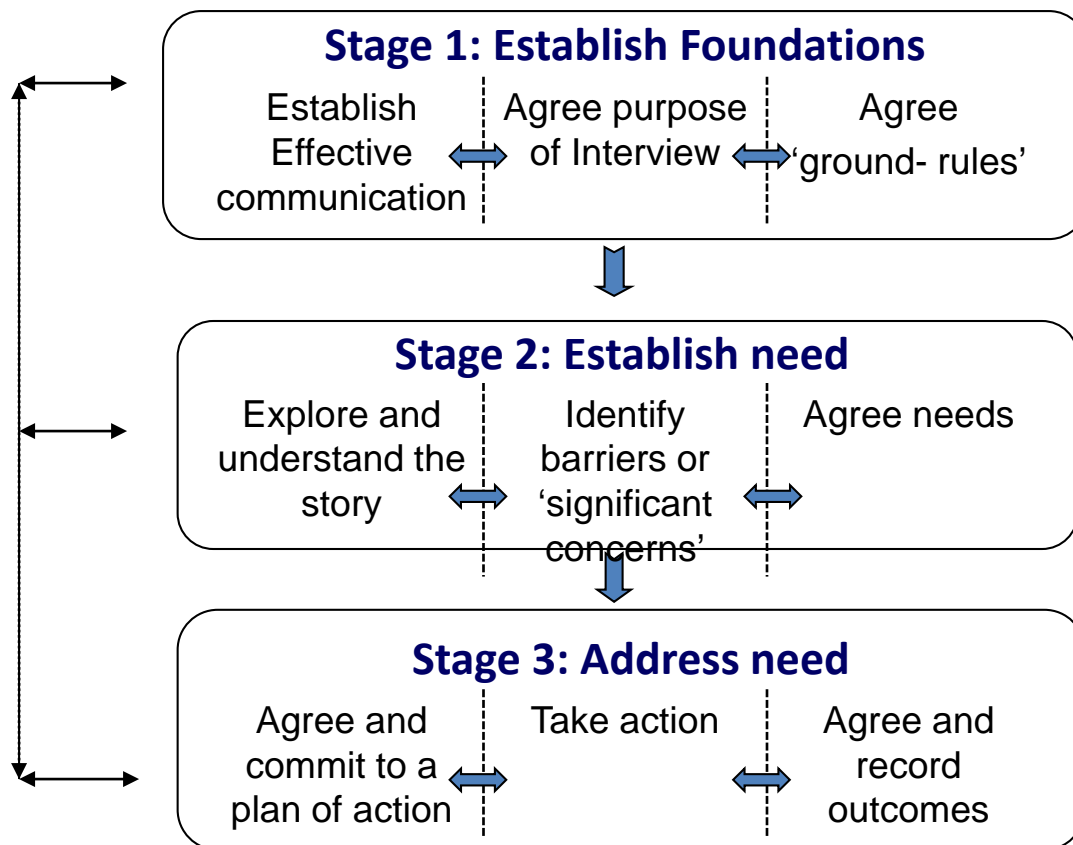 Stage 1: Establish Foundations
Establish
Effective
communication
Agree purpose
of Interview
Agree
‘ground- rules’
Stage 2: Establish need
Explore and
understand the
story
Identify
barriers or
‘significant
concerns’
Agree needs
Stage 3: Address need
Agree and
commit to a
plan of action
Take action
Agree and
record
outcomes